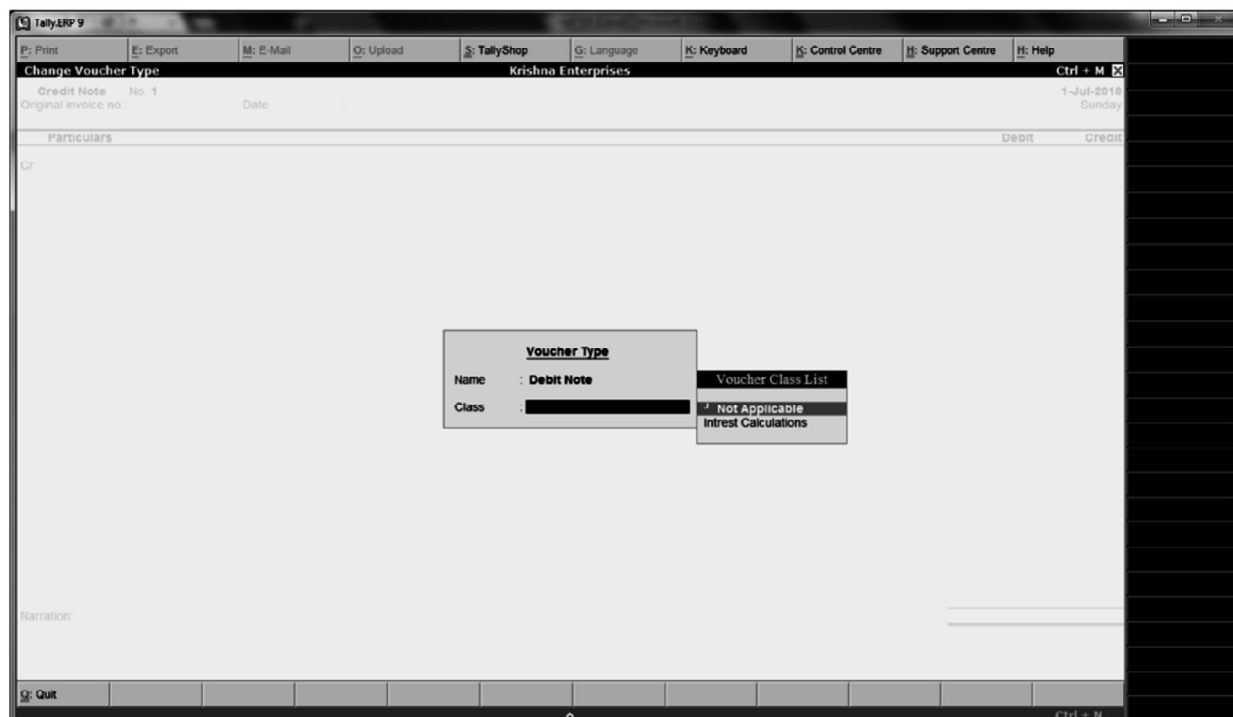 Tally.ERP 9
P: Print E: Export M: E-Mail O: Upload S: TallyShop G: Language K: Keyboard K: Control Centre H: Support Centre H: Help
Change Voucher Type Krishna Enterprises Ctrl + M
Credit Note No. 1 1-Jul-2018
Original invoice no.: Date : Sunday
Particulars Debit Credit
Cr
Voucher Type
Name : Debit Note
Class :
Voucher Class List
Not Applicable
Intrest Calculations
Narration:
Q: Quit
Ctrl + N